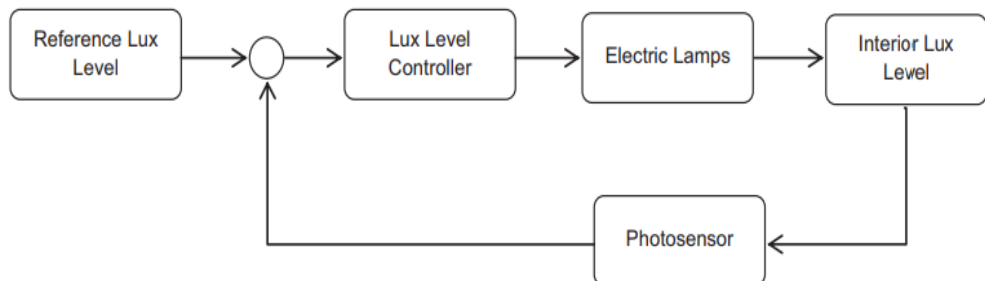 Reference Lux
Level
Lux Level
Controller
Electric Lamps
Interior Lux
Level
Photosensor